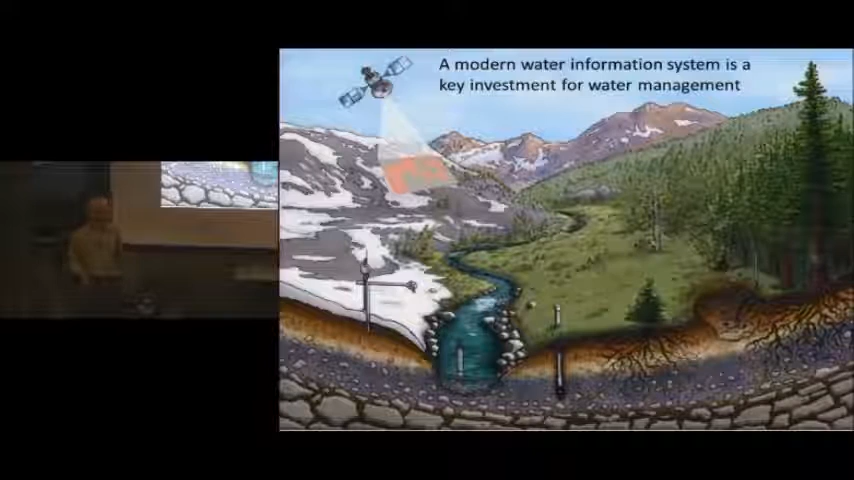 A modern water information system is a
key investment for water management